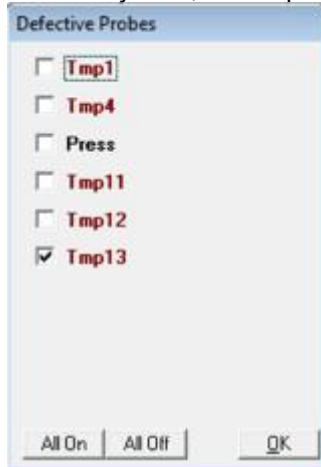 Defective Probes
Tmp1
Tmp4
Press
Tmp11
Tmp12
Tmp13
All On All Off OK